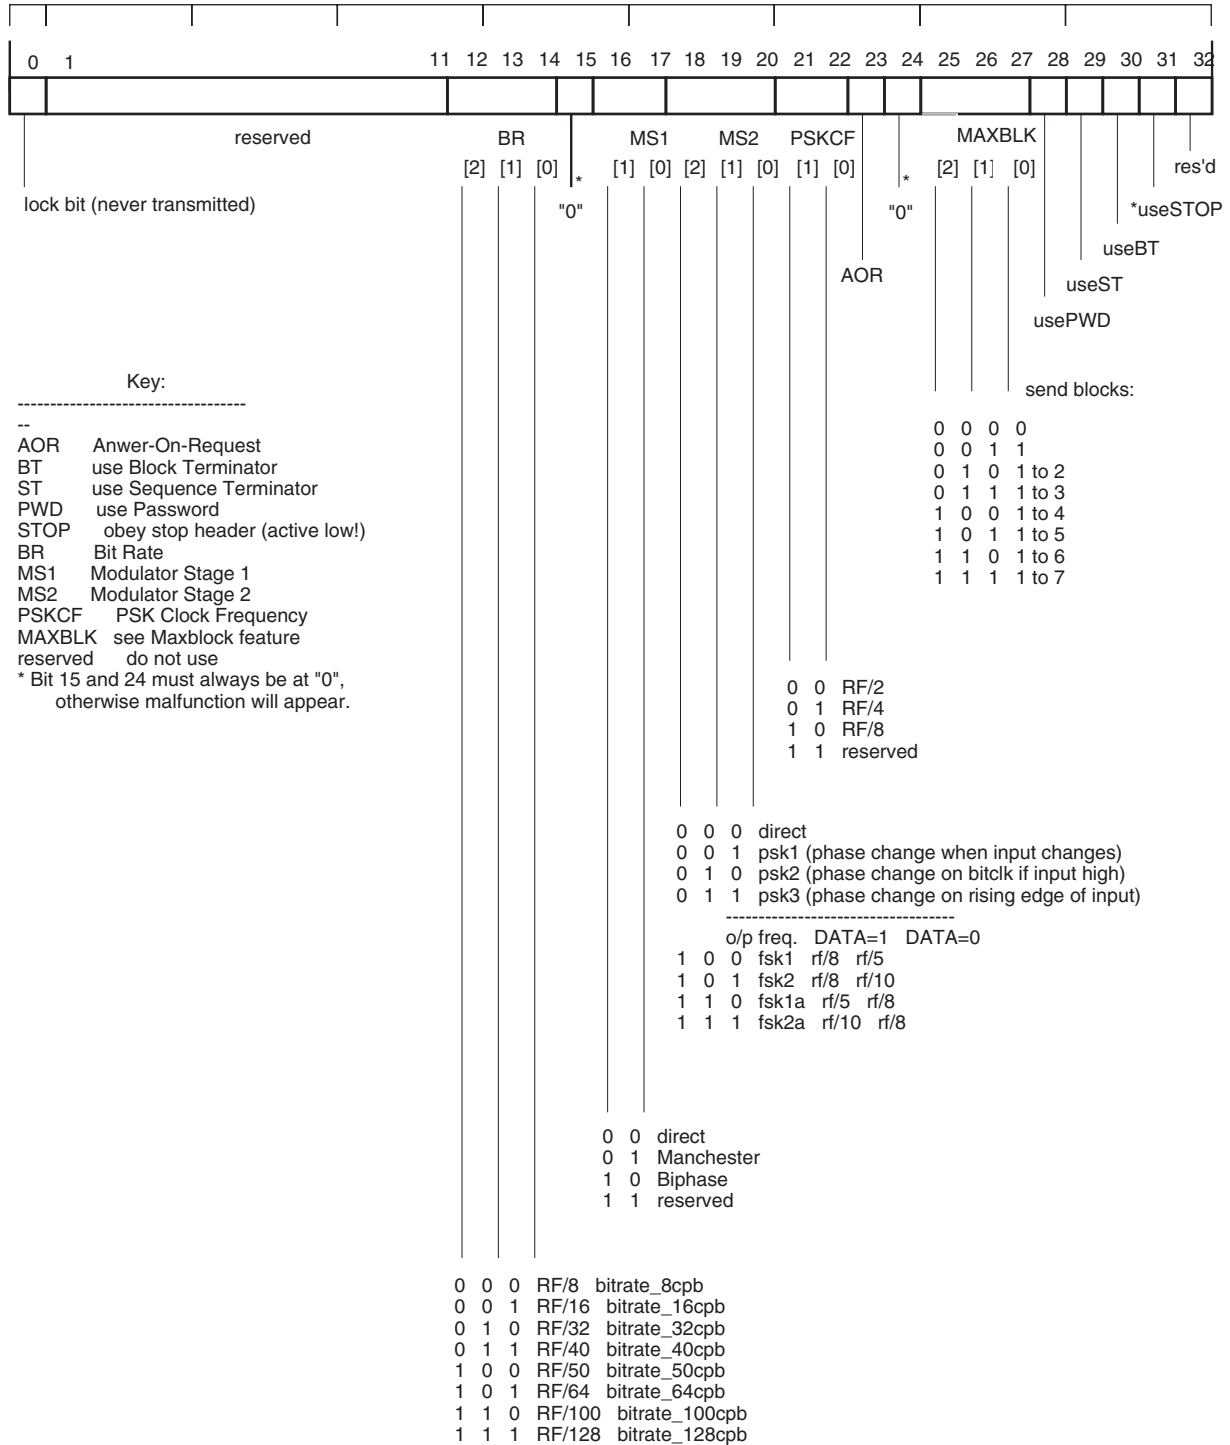 0 1 11 12 13 14 15 16 17 18 19 20 21 22 23 24 25 26 27 28 29 30 31 32
reserved BR MS1 MS2 PSKCF MAXBLK
[2] [1] [0] * [1] [0] [2] [1] [0] [1] [0] * [2] [1] [0] res'd
lock bit (never transmitted) "0" "0" *useSTOP
useBT
AOR useST
usePWD
Key:
-----------------------------------
--
AOR Anwer-On-Request
BT use Block Terminator
ST use Sequence Terminator
PWD use Password
STOP obey stop header (active low!)
BR Bit Rate
MS1 Modulator Stage 1
MS2 Modulator Stage 2
PSKCF PSK Clock Frequency
MAXBLK see Maxblock feature
reserved do not use
* Bit 15 and 24 must always be at "0",
otherwise malfunction will appear.
send blocks:
0 0 0 0
0 0 1 1
0 1 0 1 to 2
0 1 1 1 to 3
1 0 0 1 to 4
1 0 1 1 to 5
1 1 0 1 to 6
1 1 1 1 to 7
0 0 RF/2
0 1 RF/4
1 0 RF/8
1 1 reserved
0 0 0 direct
0 0 1 psk1 (phase change when input changes)
0 1 0 psk2 (phase change on bitclk if input high)
0 1 1 psk3 (phase change on rising edge of input)
-----------------------------------
o/p freq. DATA=1 DATA=0
1 0 0 fsk1 rf/8 rf/5
1 0 1 fsk2 rf/8 rf/10
1 1 0 fsk1a rf/5 rf/8
1 1 1 fsk2a rf/10 rf/8
0 0 direct
0 1 Manchester
1 0 Biphase
1 1 reserved
0 0 0 RF/8 bitrate_8cpb
0 0 1 RF/16 bitrate_16cpb
0 1 0 RF/32 bitrate_32cpb
0 1 1 RF/40 bitrate_40cpb
1 0 0 RF/50 bitrate_50cpb
1 0 1 RF/64 bitrate_64cpb
1 1 0 RF/100 bitrate_100cpb
1 1 1 RF/128 bitrate_128cpb